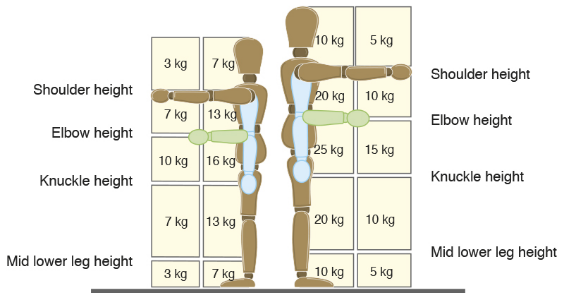 10 kg 5 kg
3 kg 7 kg
Shoulder height
Shoulder height
20 kg 10 kg
7 kg 13 kg
Elbow height
Elbow height
25 kg 15 kg
10 kg 16 kg
Knuckle height
Knuckle height
20 kg 10 kg
7 kg 13 kg
Mid lower leg height
Mid lower leg height
3 kg 7 kg 10 kg 5 kg